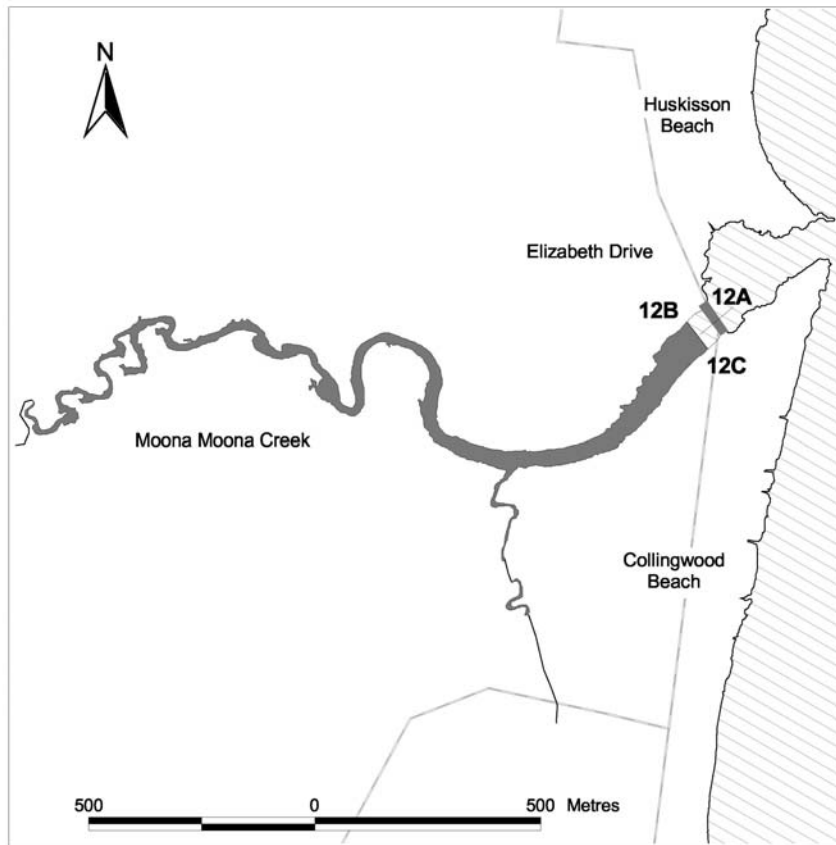 N
Huskisson
Beach
Elizabeth Drive
12A
12B
12C
Moona Moona Creek
Collingwood
Beach
500 0 500 Metres